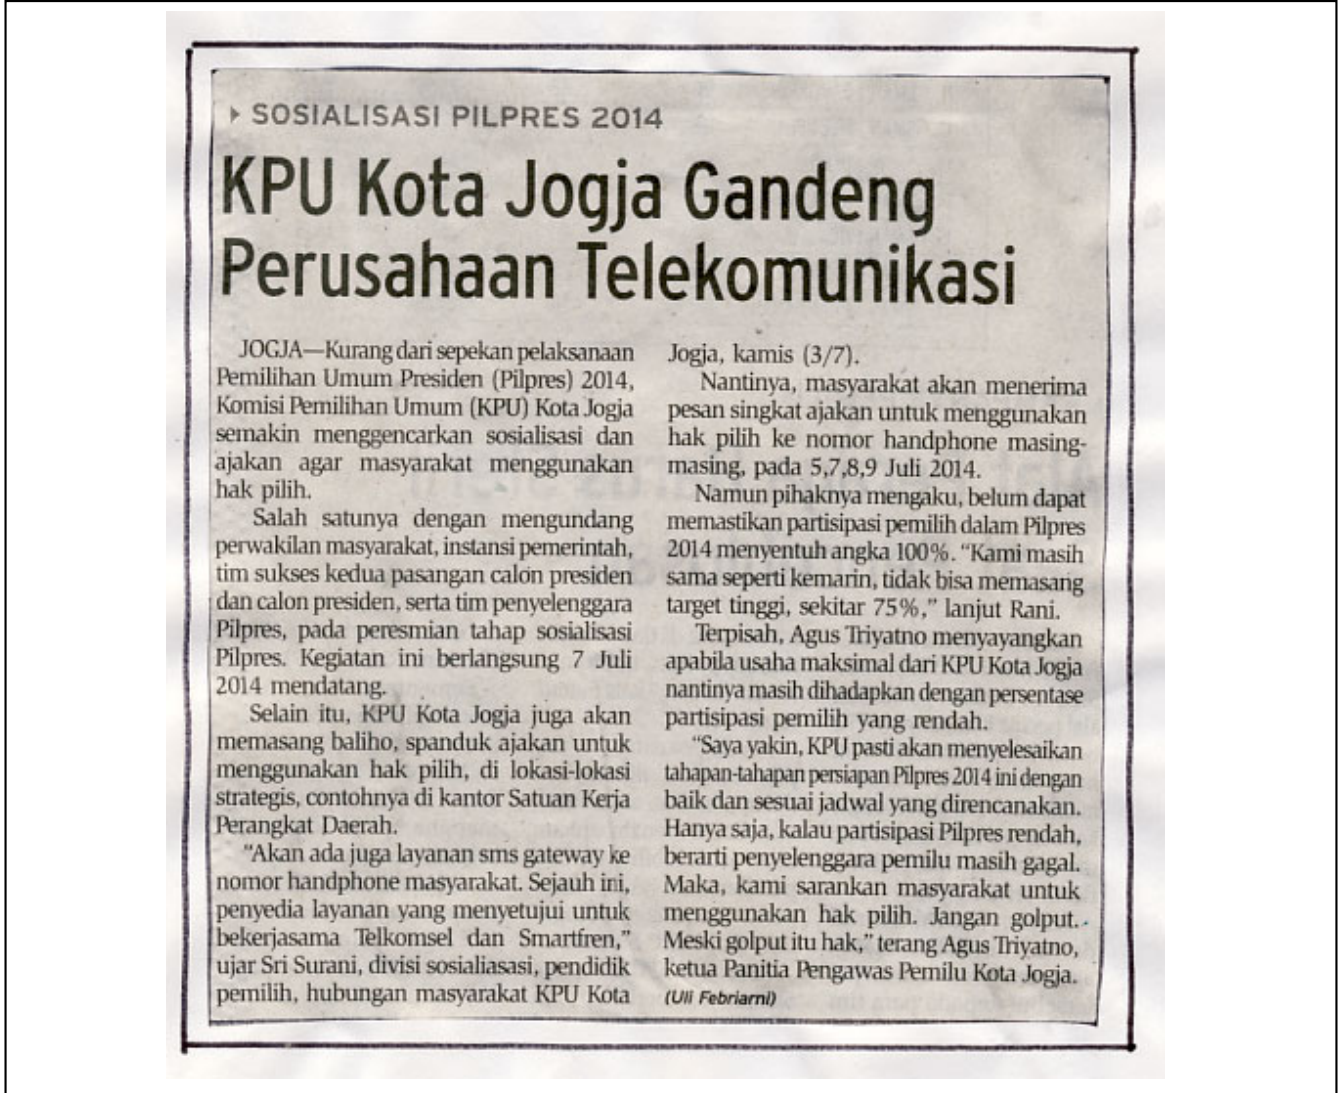 SOSIALISASI PILPRES 2014
KPU Kota Jogja Gandeng
Perusahaan Telekomunikasi
JOGJA—Kurang dari sepekan pelaksanaan
Pemilihan Umum Presiden (Pilpres) 2014,
Komisi Pemilihan Umum (KPU) Kota Jogja
semakin menggencarkan sosialisasi dan
ajakan agar masyarakat menggunakan
hak pilih.
Salah satunya dengan mengundang
perwakilan masyarakat, instansi pemerintah,
tim sukses kedua pasangan calon presiden
dan calon presiden, serta tim penyelenggara
Pilpres, pada peresmian tahap sosialisasi
Pilpres. Kegiatan ini berlangsung 7 Juli
2014 mendatang.
Selain itu, KPU Kota Jogja juga akan
memasang baliho, spanduk ajakan untuk
menggunakan hak pilih, di lokasi-lokasi
strategis, contohnya di kantor Satuan Kerja
Perangkat Daerah.
"Akan ada juga layanan sms gateway ke
nomor handphone masyarakat. Sejauh ini,
penyedia layanan yang menyetujui untuk
bekerjasama Telkomsel dan Smartfren,"
ujar Sri Surani, divisi sosialiasasi, pendidik
pemilih, hubungan masyarakat KPU Kota
Jogja, kamis (3/7).
Nantinya, masyarakat akan menerima
pesan singkat ajakan untuk menggunakan
hak pilih ke nomor handphone masing-
masing, pada 5,7,8,9 Juli 2014.
Namun pihaknya mengaku, belum dapat
memastikan partisipasi pemilih dalam Pilpres
2014 menyentuh angka 100%. "Kami masih
sama seperti kemarin, tidak bisa memasang
target tinggi, sekitar 75%," lanjut Rani.
Terpisah, Agus Triyatno menyayangkan
apabila usaha maksimal dari KPU Kota Jogja
nantinya masih dihadapkan dengan persentase
partisipasi pemilih yang rendah.
"Saya yakin, KPU pasti akan menyelesaikan
tahapan-tahapan persiapan Pilpres 2014 ini dengan
baik dan sesuai jadwal yang direncanakan.
Hanya saja, kalau partisipasi Pilpres rendah,
berarti penyelenggara pemilu masih gagal.
Maka, kami sarankan masyarakat untuk
menggunakan hak pilih. Jangan golput.
Meski golput itu hak," terang Agus Triyatno,
ketua Panitia Pengawas Pemilu Kota Jogja.
(Uli Febriarni)